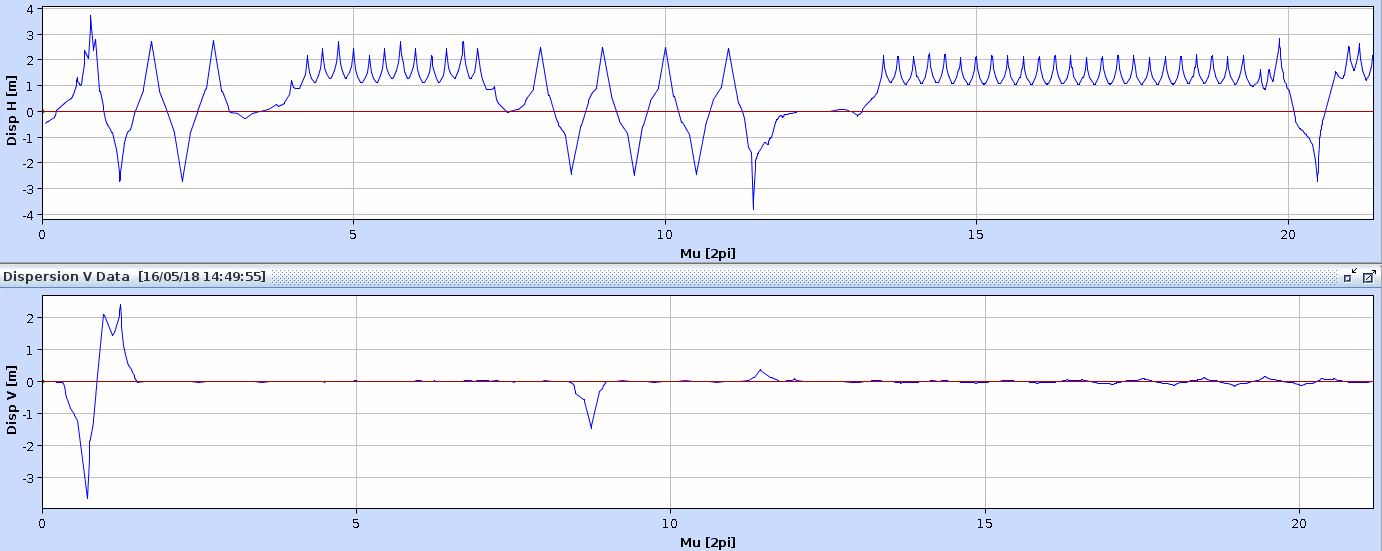 4
3
2
1
0
-1
-2
-3
-4
Disp H [m]
0 5 10 15 20
Mu [2pi]
Dispersion V Data [16/05/18 14:49:55]
2
1
0
-1
-2
-3
Disp V [m]
0 5 10 15 20
Mu [2pi]